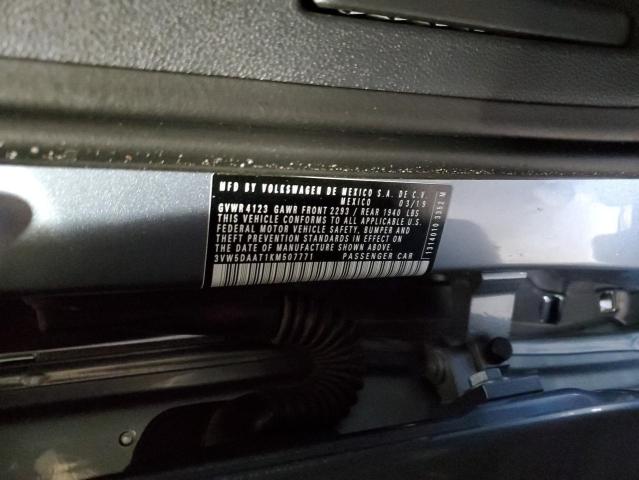 MFD BY VOLKSWAGEN DE MEXICO S.A. DE C.V.
MEXICO 03/19
GVWR 4123 GAWR FRONT 2293 / REAR 1940 LBS
THIS VEHICLE CONFORMS TO ALL APPLICABLE U.S.
FEDERAL MOTOR VEHICLE SAFETY, BUMPER AND
THEFT PREVENTION STANDARDS IN EFFECT ON
THE DATE OF MANUFACTURE SHOWN ABOVE.
3VW5DAAT1KM507771 PASSENGER CAR
1314010 3352 M